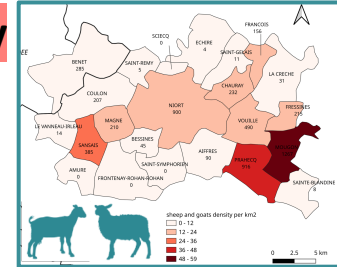 FRANCOIS
156
SCIECQ
0
ECHIRE
4
SAINT-GELAIS
11
BENET
285
SAINT-REMY
5
LA CRECHE
31
CHAURAY
232
COULON
207
NIORT
900
FRESSINES
215
MAGNE
210
VOUILLE
490
LE VANNEAU-IRLEAU
14
BESSINES
45
SANSAIS
385
AIFFRES
90
PRAHECQ
916
SAINT-SYMPHORIEN
0
AMURE
0
FRONTENAY-ROHAN-ROHAN
0
SAINTE-BLANDINE
8
sheep and goats density per km2
0 - 12
12 - 24
24 - 36
36 - 48
48 - 59
0 2.5 5 km